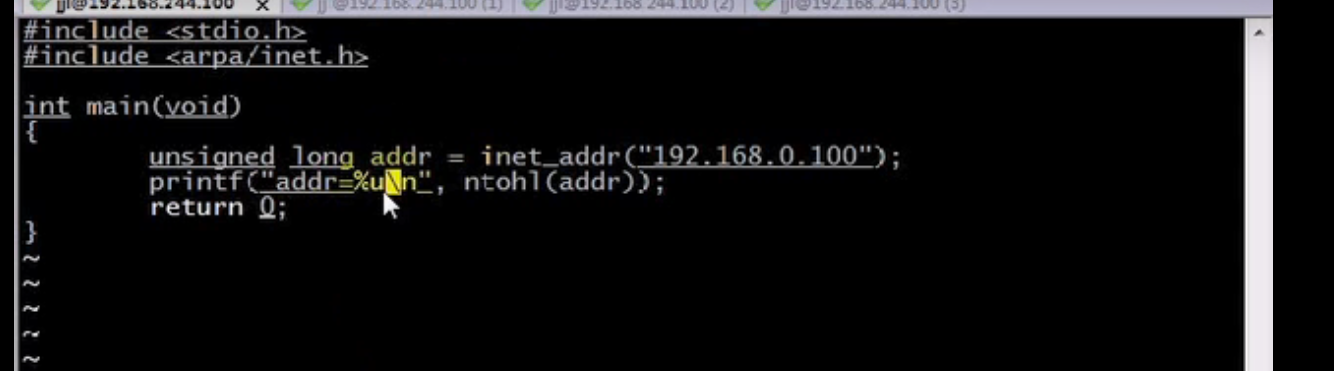 jjl@192.168.244.100 x jjl@192.168.244.100 (1) jjl@192.168.244.100 (2) jjl@192.168.244.100 (3)
#include <stdio.h>
#include <arpa/inet.h>
int main(void)
{
unsigned long addr = inet_addr("192.168.0.100");
printf("addr=%u\n", ntohl(addr));
return 0;
}
~
~
~
~
~